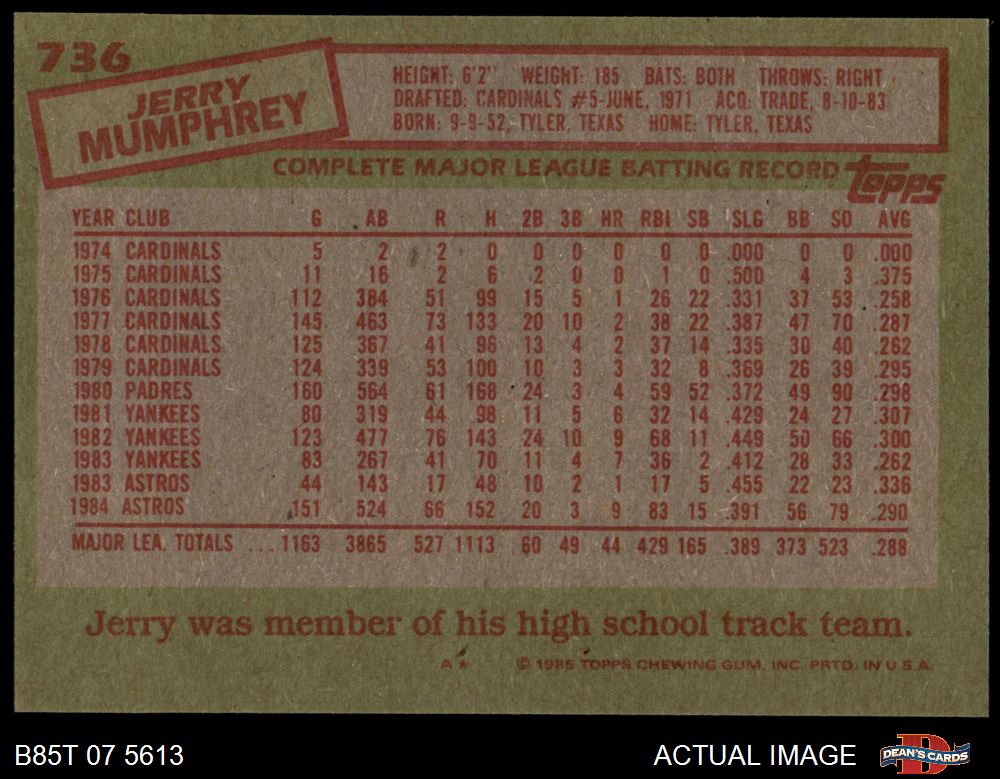 736
JERRY
MUMPHREY
HEIGHT: 6'2" WEIGHT: 185 BATS: BOTH THROWS: RIGHT
DRAFTED: CARDINALS #5-JUNE, 1971 ACQ: TRADE, 8-10-83
BORN: 9-9-52, TYLER, TEXAS HOME: TYLER, TEXAS
COMPLETE MAJOR LEAGUE BATTING RECORD topps
YEAR CLUB G AB R H 2B 3B HR RBI SB SLG BB SO AVG
1974 CARDINALS 5 2 2 0 0 0 0 0 0 .000 0 0 .000
1975 CARDINALS 11 16 2 6 2 0 0 1 0 .500 4 3 .375
1976 CARDINALS 112 384 51 99 15 5 1 26 22 .331 37 53 .258
1977 CARDINALS 145 463 73 133 20 10 2 38 22 .387 47 70 .287
1978 CARDINALS 125 367 41 96 13 4 2 37 14 .335 30 40 .262
1979 CARDINALS 124 339 53 100 10 3 3 32 8 .369 26 39 .295
1980 PADRES 160 564 61 168 24 3 4 59 52 .372 49 90 .298
1981 YANKEES 80 319 44 98 11 5 6 32 14 .429 24 27 .307
1982 YANKEES 123 477 76 143 24 10 9 68 11 .449 50 66 .300
1983 YANKEES 83 267 41 70 11 4 7 36 2 .412 28 33 .262
1983 ASTROS 44 143 17 48 10 2 1 17 5 .455 22 23 .336
1984 ASTROS 151 524 66 152 20 3 9 83 15 .391 56 79 .290
MAJOR LEA. TOTALS ... 1163 3865 527 1113 60 49 44 429 165 .389 373 523 .288
Jerry was member of his high school track team.
A* © 1985 TOPPS CHEWING GUM, INC. PRTD. IN U.S.A.
B85T 07 5613 ACTUAL IMAGE DEAN'S CARDS